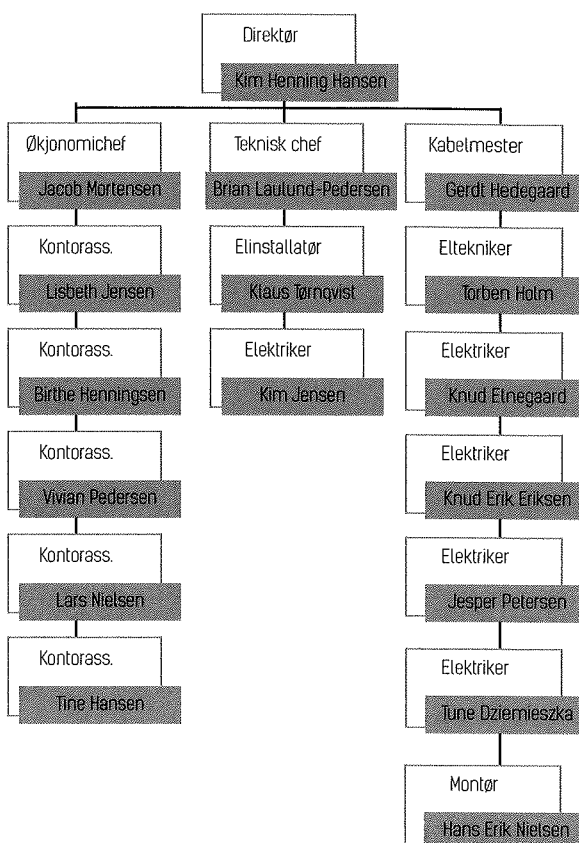 Direktør
Kim Henning Hansen
Økjonomichef
Jacob Mortensen
Kontorass.
Lisbeth Jensen
Kontorass.
Birthe Henningsen
Kontorass.
Vivian Pedersen
Kontorass.
Lars Nielsen
Kontorass.
Tine Hansen
Teknisk chef
Brian Laulund-Pedersen
Elinstallatør
Klaus Tørnqvist
Elektriker
Kim Jensen
Kabelmester
Gerdt Hedegaard
Eltekniker
Torben Holm
Elektriker
Knud Elnegaard
Elektriker
Knud Erik Eriksen
Elektriker
Jesper Petersen
Elektriker
Tune Dziemieszka
Montør
Hans Erik Nielsen